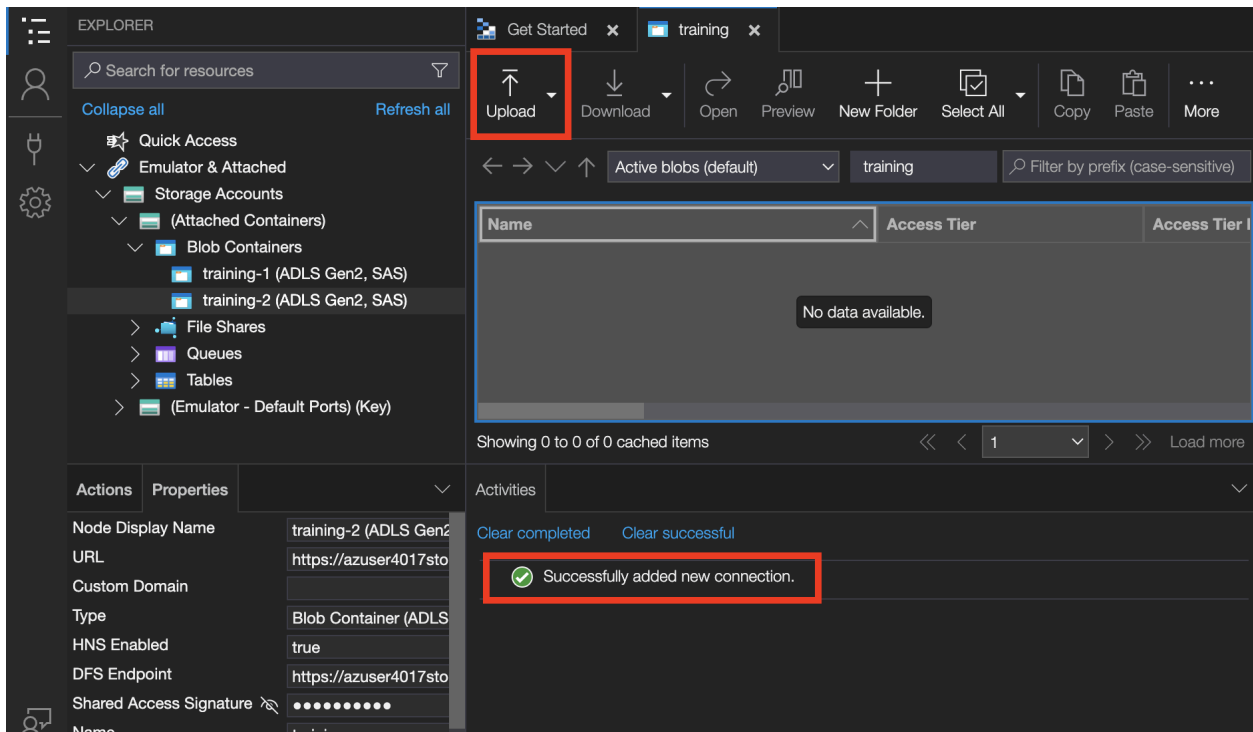 EXPLORER
Search for resources
Collapse all Refresh all
Quick Access
Emulator & Attached
Storage Accounts
(Attached Containers)
Blob Containers
training-1 (ADLS Gen2, SAS)
training-2 (ADLS Gen2, SAS)
File Shares
Queues
Tables
(Emulator - Default Ports) (Key)
Get Started training
Upload Download Open Preview New Folder Select All Copy Paste More
Active blobs (default) training Filter by prefix (case-sensitive)
Name Access Tier Access Tier
No data available.
Showing 0 to 0 of 0 cached items 1 Load more
Actions Properties
Node Display Name training-2 (ADLS Gen2
URL https://azuser4017sto
Custom Domain
Type Blob Container (ADLS
HNS Enabled true
DFS Endpoint https://azuser4017sto
Shared Access Signature ●●●●●●●●●●
Name
Activities
Clear completed Clear successful
Successfully added new connection.